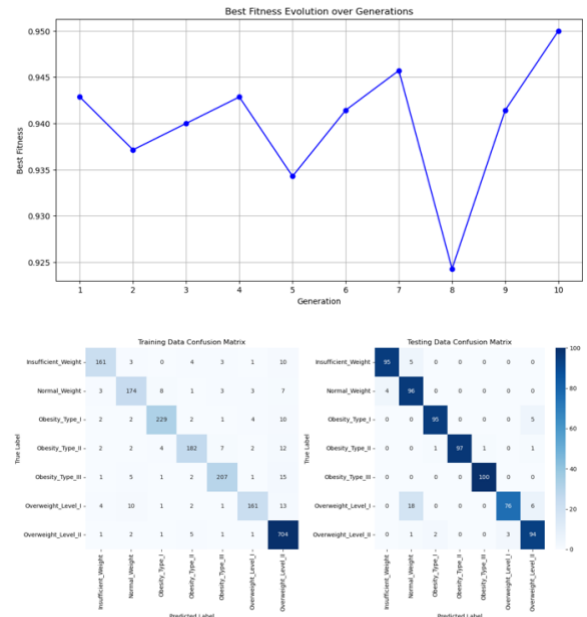 Best Fitness Evolution over Generations
0.950
0.945
0.940
0.935
0.930
0.925
Best Fitness
1 2 3 4 5 6 7 8 9 10
Generation
Training Data Confusion Matrix
Insufficient_Weight 161 3 0 4 3 1 10
Normal_Weight 3 174 8 1 3 3 7
Obesity_Type_I 2 2 229 2 1 4 10
Obesity_Type_II 2 2 4 182 7 2 12
Obesity_Type_III 1 5 1 2 207 1 15
Overweight_Level_I 4 10 1 2 1 161 13
Overweight_Level_II 1 2 1 5 1 1 704
True Label
Insufficient_Weight
Normal_Weight
Obesity_Type_I
Obesity_Type_II
Obesity_Type_III
Overweight_Level_I
Overweight_Level_II
Predicted Label
Testing Data Confusion Matrix
Insufficient_Weight 95 5 0 0 0 0 0
Normal_Weight 4 96 0 0 0 0 0
Obesity_Type_I 0 0 95 0 0 0 5
Obesity_Type_II 0 0 1 97 1 0 1
Obesity_Type_III 0 0 0 0 100 0 0
Overweight_Level_I 0 18 0 0 0 76 6
Overweight_Level_II 0 1 2 0 0 3 94
True Label
Insufficient_Weight
Normal_Weight
Obesity_Type_I
Obesity_Type_II
Obesity_Type_III
Overweight_Level_I
Overweight_Level_II
Predicted Label
100
80
60
40
20
0